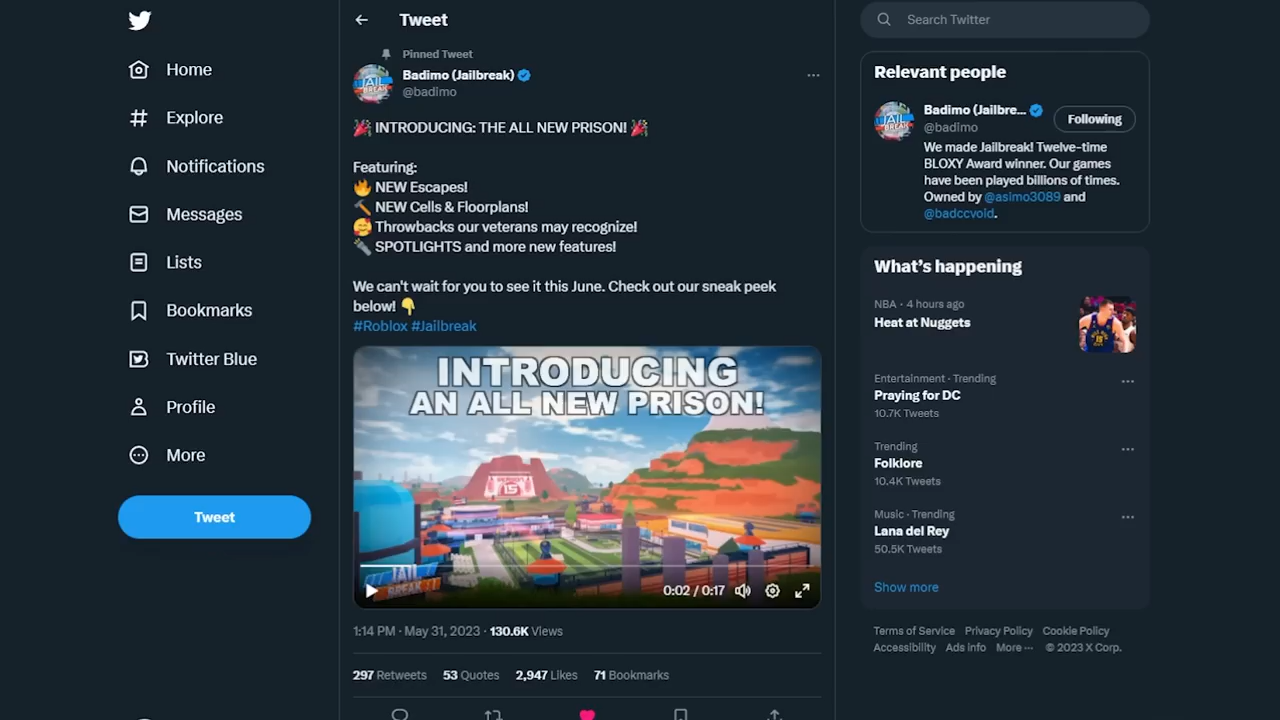 Home
Explore
Notifications
Messages
Lists
Bookmarks
Twitter Blue
Profile
More
Tweet
Tweet
Pinned Tweet
Badimo (Jailbreak)
@badimo
🎉 INTRODUCING: THE ALL NEW PRISON! 🎉
Featuring:
🔥 NEW Escapes!
🔨 NEW Cells & Floorplans!
🥰 Throwbacks our veterans may recognize!
🔦 SPOTLIGHTS and more new features!
We can't wait for you to see it this June. Check out our sneak peek
below! 👇
#Roblox #Jailbreak
INTRODUCING
AN ALL NEW PRISON!
JAIL
BREAK
0:02 / 0:17
1:14 PM · May 31, 2023 · 130.6K Views
297 Retweets 53 Quotes 2,947 Likes 71 Bookmarks
Search Twitter
Relevant people
Badimo (Jailbre...
@badimo
Following
We made Jailbreak! Twelve-time
BLOXY Award winner. Our games
have been played billions of times.
Owned by @asimo3089 and
@badccvoid.
What's happening
NBA · 4 hours ago
Heat at Nuggets
Entertainment · Trending
Praying for DC
10.7K Tweets
Trending
Folklore
10.4K Tweets
Music · Trending
Lana del Rey
50.5K Tweets
Show more
Terms of Service Privacy Policy Cookie Policy
Accessibility Ads info More ··· © 2023 X Corp.